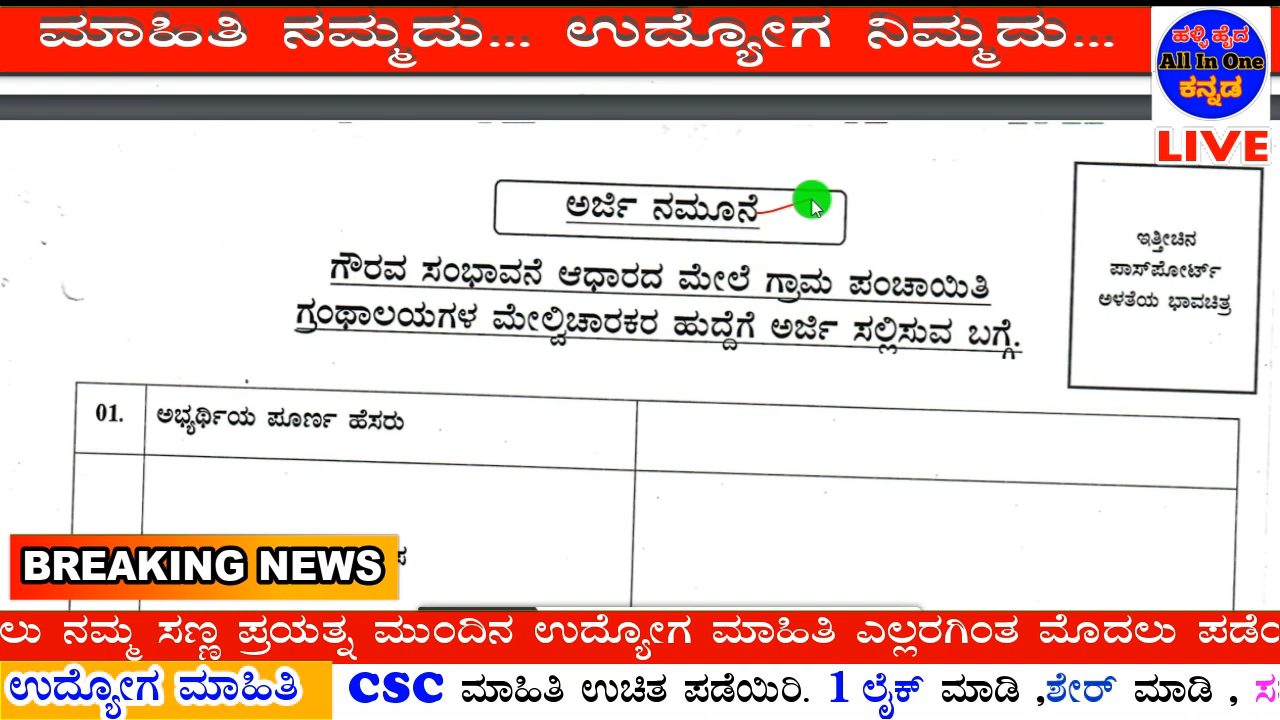 ಮಾಹಿತಿ ನಮ್ಮದು... ಉದ್ಯೋಗ ನಿಮ್ಮದು...
ಹಳ್ಳಿ ಹೈದ
All In One
ಕನ್ನಡ
LIVE
ಅರ್ಜಿ ನಮೂನೆ
ಇತ್ತೀಚಿನ
ಪಾಸ್‌ಪೋರ್ಟ್
ಅಳತೆಯ ಭಾವಚಿತ್ರ
ಗೌರವ ಸಂಭಾವನೆ ಆಧಾರದ ಮೇಲೆ ಗ್ರಾಮ ಪಂಚಾಯಿತಿ
ಗ್ರಂಥಾಲಯಗಳ ಮೇಲ್ವಿಚಾರಕರ ಹುದ್ದೆಗೆ ಅರ್ಜಿ ಸಲ್ಲಿಸುವ ಬಗ್ಗೆ.
01. ಅಭ್ಯರ್ಥಿಯ ಪೂರ್ಣ ಹೆಸರು
BREAKING NEWS
ಲು ನಮ್ಮ ಸಣ್ಣ ಪ್ರಯತ್ನ ಮುಂದಿನ ಉದ್ಯೋಗ ಮಾಹಿತಿ ಎಲ್ಲರಗಿಂತ ಮೊದಲು
ಉದ್ಯೋಗ ಮಾಹಿತಿ CSC ಮಾಹಿತಿ ಉಚಿತ ಪಡೆಯಿರಿ. 1 ಲೈಕ್ ಮಾಡಿ ,ಶೇರ್ ಮಾಡಿ ,